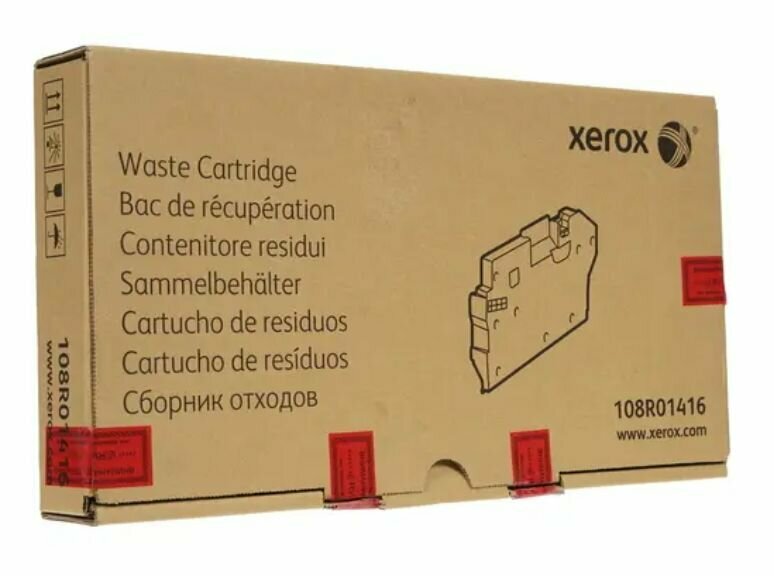 xerox
Waste Cartridge
Bac de récupération
Contenitore residui
Sammelbehälter
Cartucho de residuos
Cartucho de resíduos
Сборник отходов
108R01416
www.xerox.com
108R01416
www.xerox.com